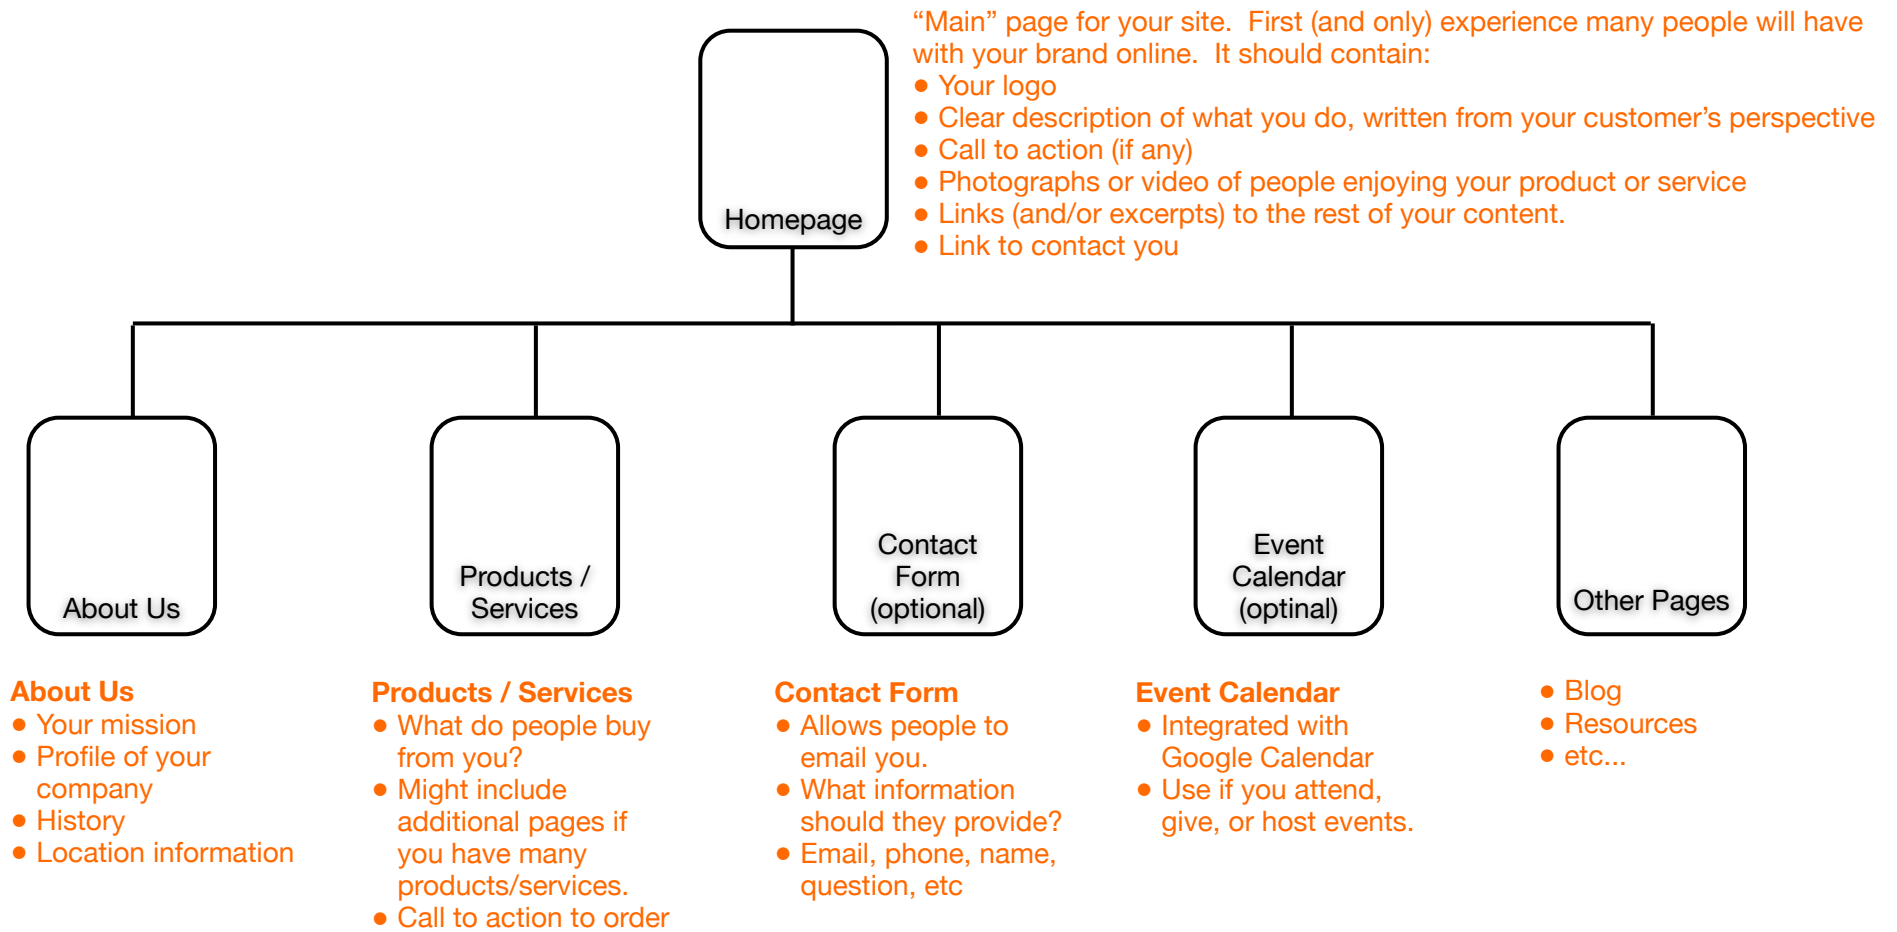 “Main” page for your site.  First (and only) experience many people will have
with your brand online.  It should contain:
● Your logo
● Clear description of what you do, written from your customer’s perspective
● Call to action (if any)
● Photographs or video of people enjoying your product or service
● Links (and/or excerpts) to the rest of your content.
● Link to contact you
Homepage
About Us
Products /
Services
Contact
Form
(optional)
Event
Calendar
(optinal)
Other Pages
About Us
● Your mission
● Profile of your
company
● History
● Location information
Products / Services
● What do people buy
from you?
● Might include
additional pages if
you have many
products/services.
● Call to action to order
Contact Form
● Allows people to
email you.
● What information
should they provide?
● Email, phone, name,
question, etc
Event Calendar
● Integrated with
Google Calendar
● Use if you attend,
give, or host events.
● Blog
● Resources
● etc...